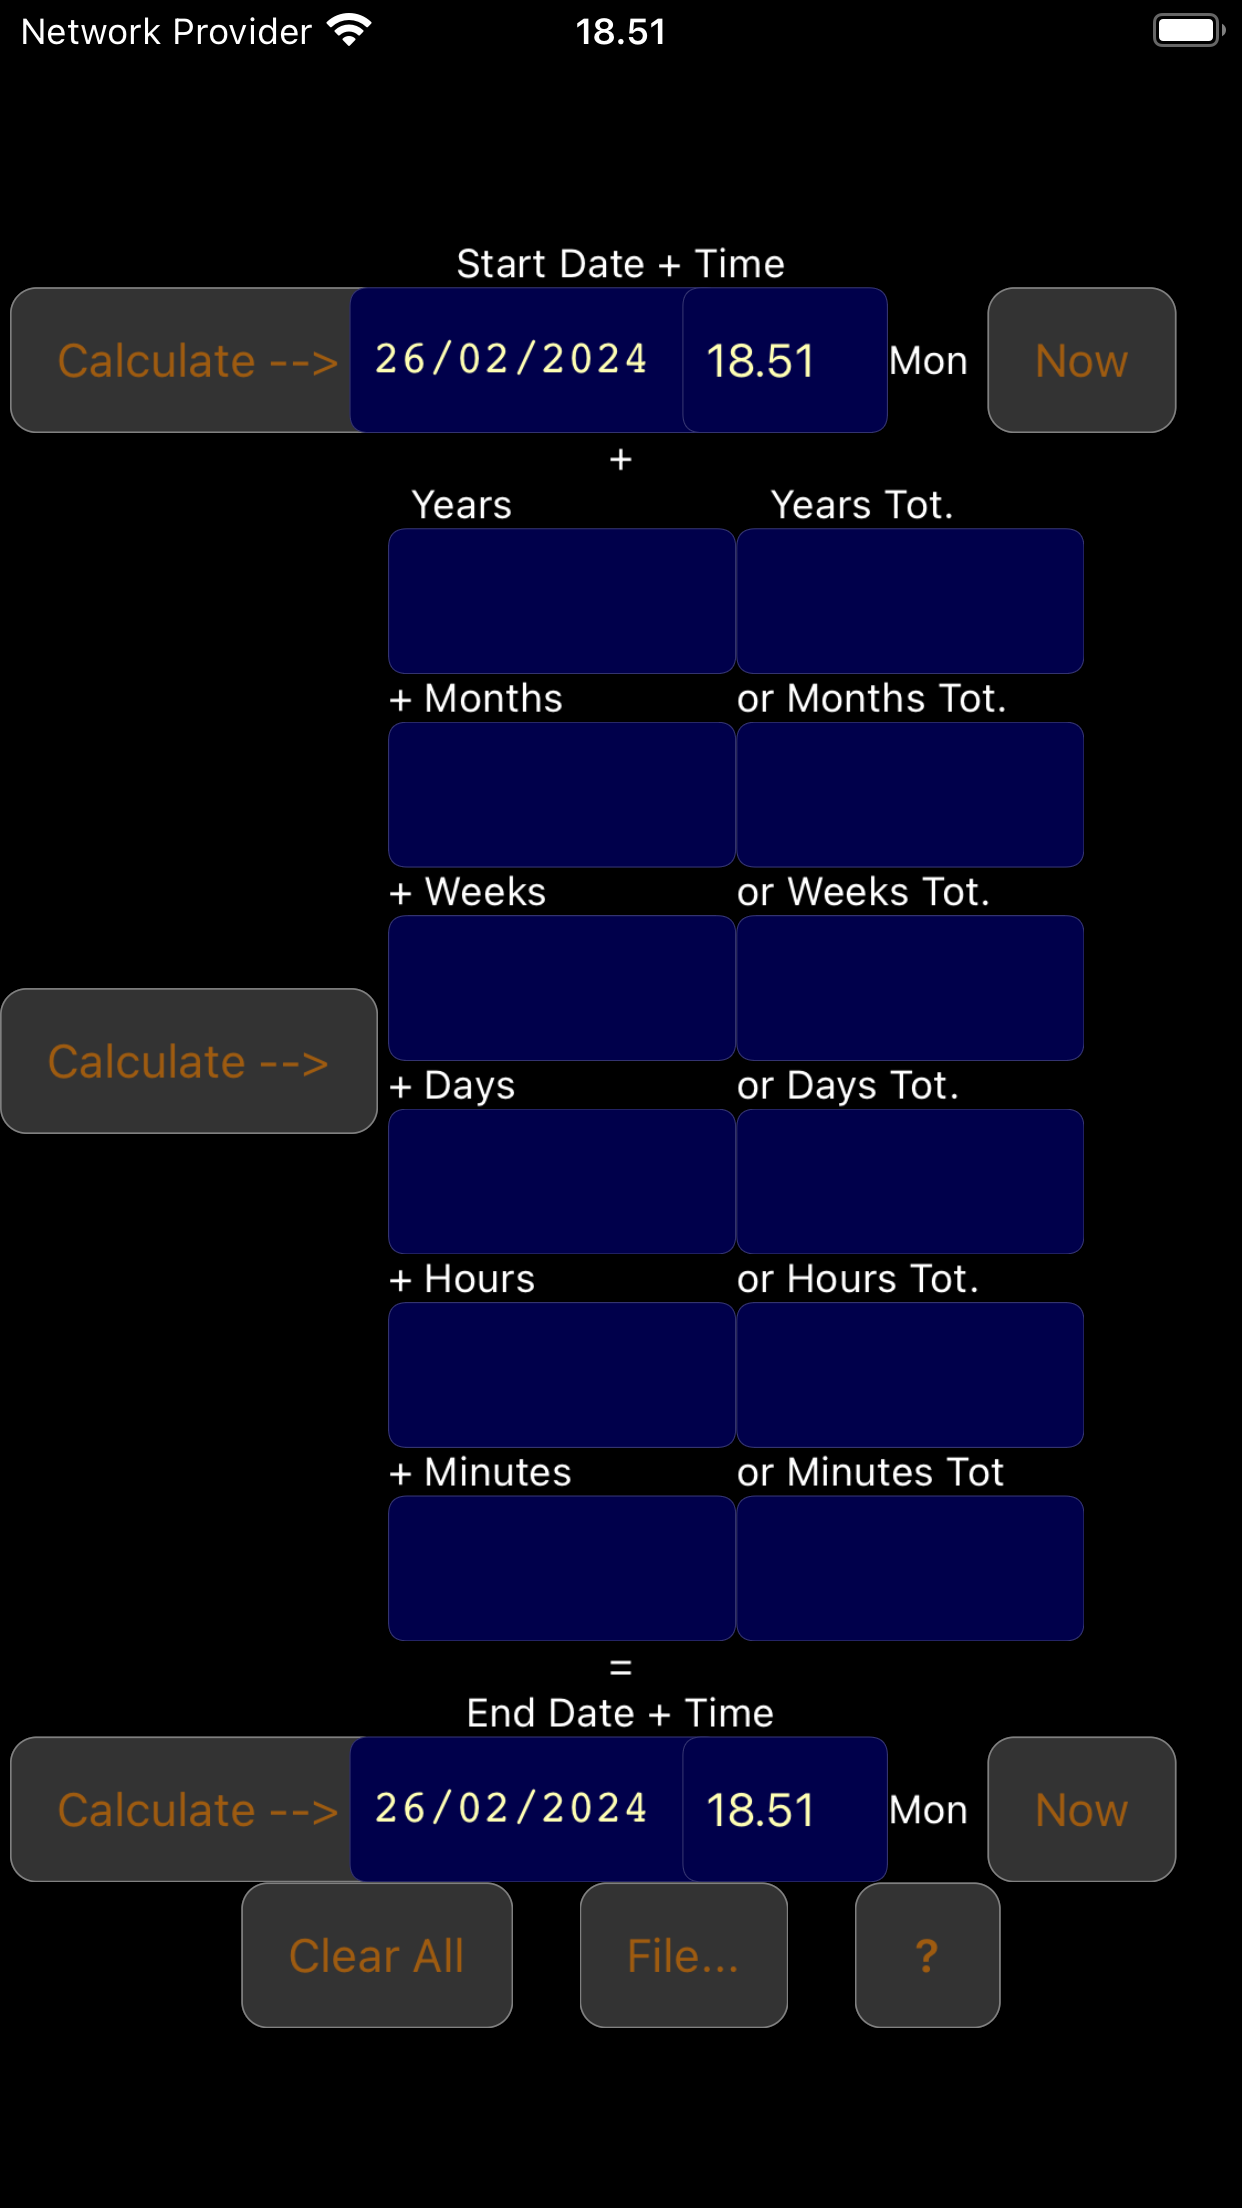 Network Provider 18.51
Start Date + Time
Calculate --> 26/02/2024 18.51 Mon Now
+
Years Years Tot.
+ Months or Months Tot.
+ Weeks or Weeks Tot.
Calculate -->
+ Days or Days Tot.
+ Hours or Hours Tot.
+ Minutes or Minutes Tot
=
End Date + Time
Calculate --> 26/02/2024 18.51 Mon Now
Clear All File... ?